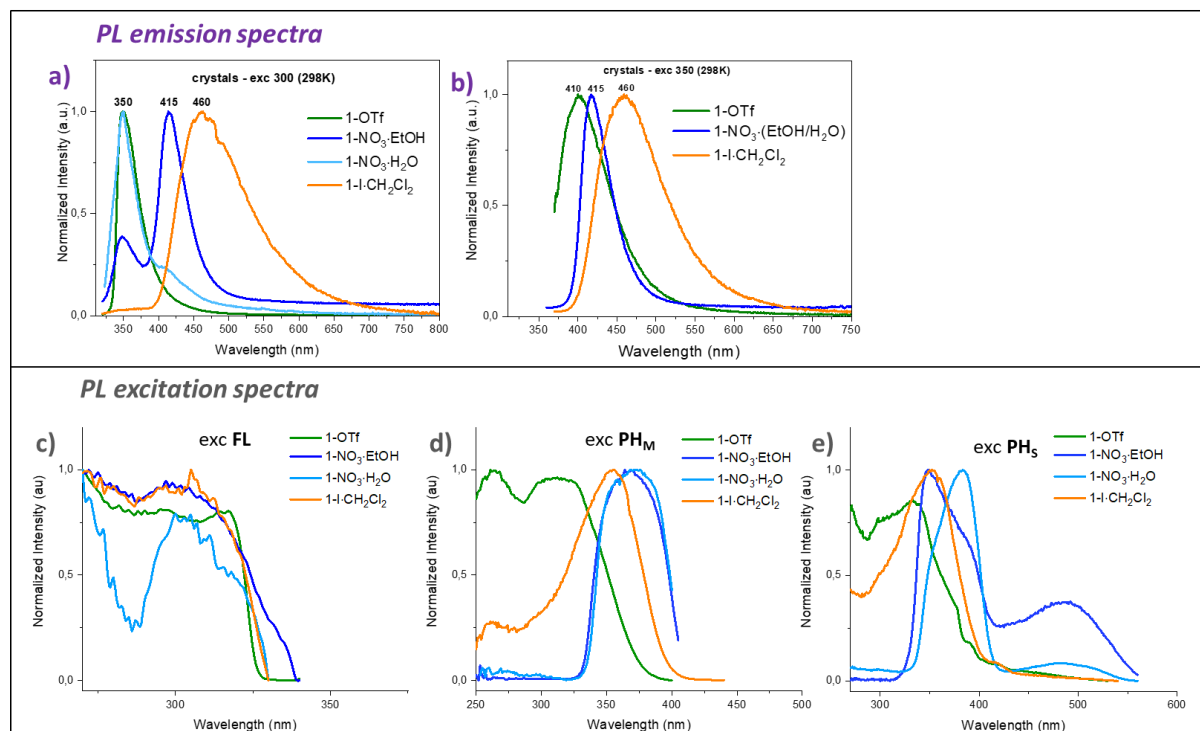 PL emission spectra
a)
crystals - exc 300 (298K)
350 415 460
1-OTf
1-NO₃·EtOH
1-NO₃·H₂O
1-I·CH₂Cl₂
Normalized Intensity (a.u.)
1,0
0,5
0,0
350 400 450 500 550 600 650 700 750 800
Wavelength (nm)
b)
crystals - exc 350 (298K)
410 415 460
1-OTf
1-NO₃·(EtOH/H₂O)
1-I·CH₂Cl₂
Normalized Intensity (a.u.)
1,0
0,5
0,0
350 400 450 500 550 600 650 700 750
Wavelength (nm)
PL excitation spectra
c)
exc FL
1-OTf
1-NO₃·EtOH
1-NO₃·H₂O
1-I·CH₂Cl₂
Normalized Intensity (au)
1,0
0,5
0,0
300 350
Wavelength (nm)
d)
exc PH_M
1-OTf
1-NO₃·EtOH
1-NO₃·H₂O
1-I·CH₂Cl₂
Normalized Intensity (au)
1,0
0,5
0,0
250 300 350 400 450 500
Wavelength (nm)
e)
exc PH_S
1-OTf
1-NO₃·EtOH
1-NO₃·H₂O
1-I·CH₂Cl₂
Normalized Intensity (au)
1,0
0,5
0,0
300 400 500 600
Wavelength (nm)